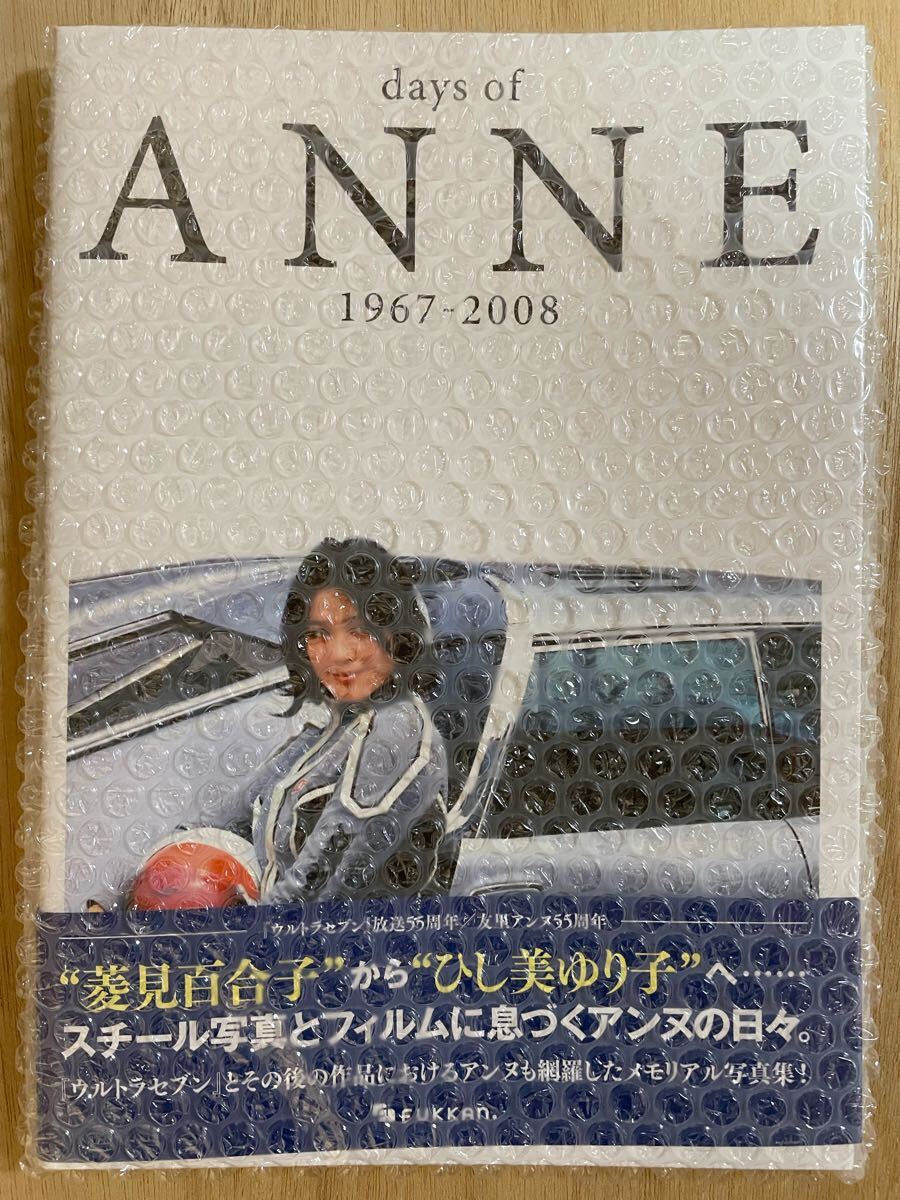 days of
ANNE
1967-2008
『ウルトラセブン』放送55周年/友里アンヌ55周年
“菱見百合子”から“ひし美ゆり子”へ……
スチール写真とフィルムに息づくアンヌの日々。
『ウルトラセブン』とその後の作品におけるアンヌも網羅したメモリアル写真集!
FUKKAN.